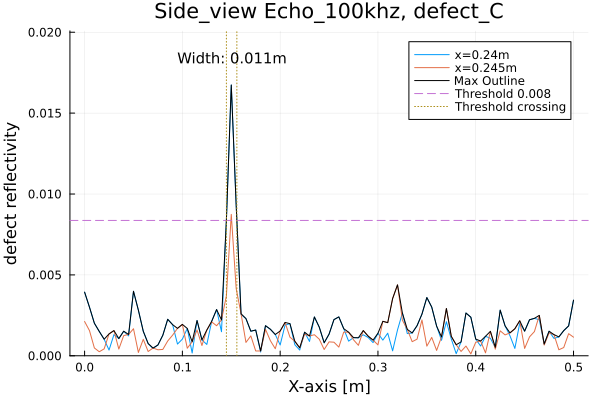 Side_view Echo_100khz, defect_C
0.020
Width: 0.011m
x=0.24m
x=0.245m
Max Outline
Threshold 0.008
Threshold crossing
0.015
defect reflectivity
0.010
0.005
0.000
0.0 0.1 0.2 0.3 0.4 0.5
X-axis [m]